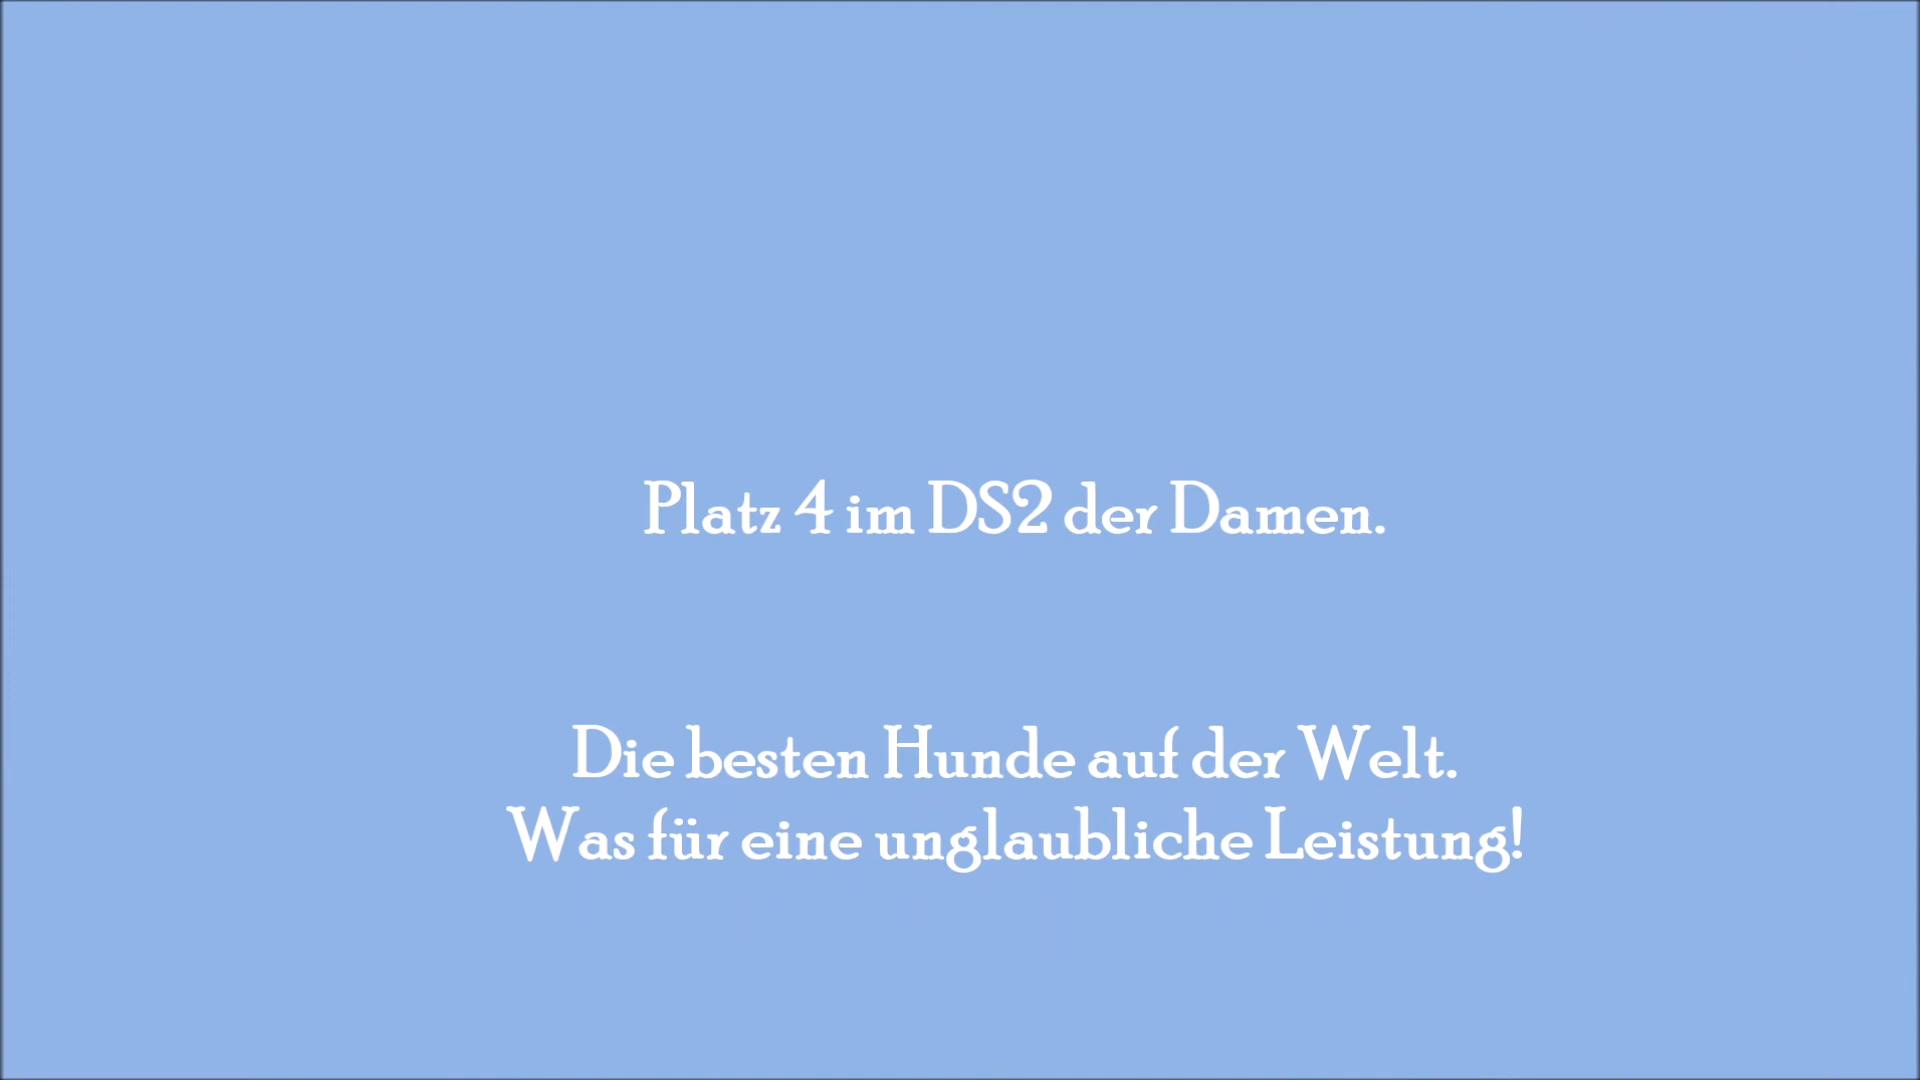 Platz 4 im DS2 der Damen.
Die besten Hunde auf der Welt.
Was für eine unglaubliche Leistung!